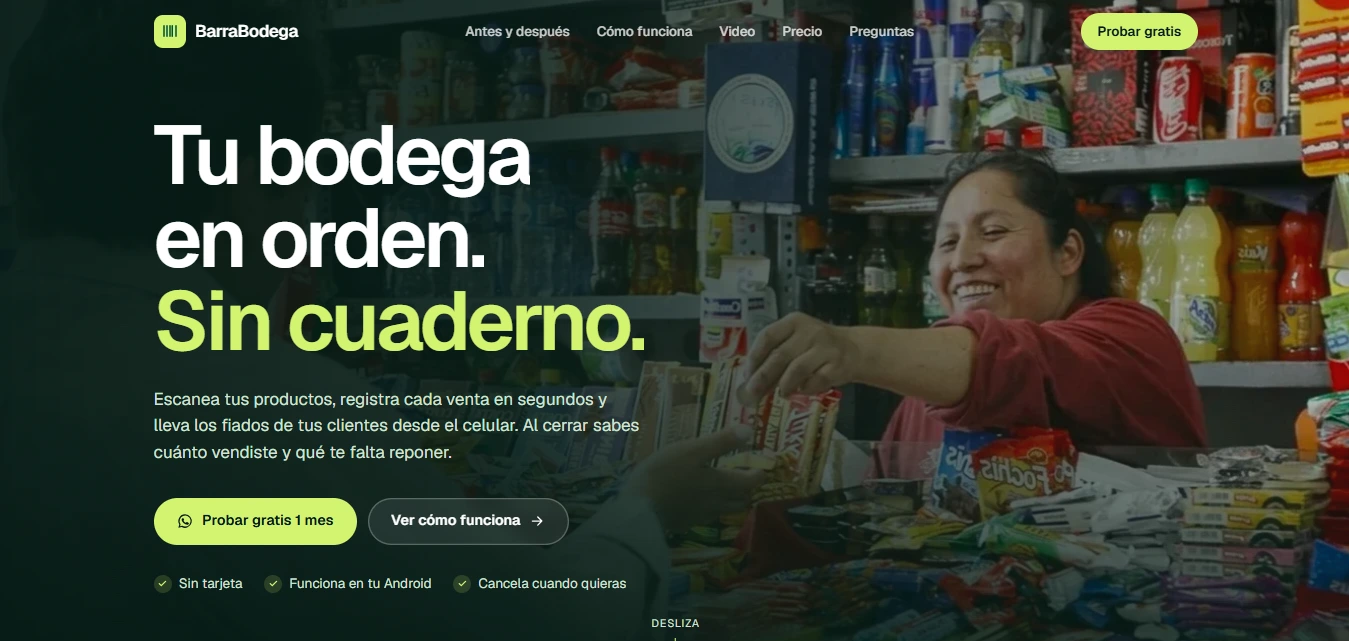 BarraBodega
Antes y después
Cómo funciona
Video
Precio
Preguntas
Probar gratis
Tu bodega
en orden.
Sin cuaderno.
Escanea tus productos, registra cada venta en segundos y
lleva los fiados de tus clientes desde el celular. Al cerrar sabes
cuánto vendiste y qué te falta reponer.
Probar gratis 1 mes
Ver cómo funciona →
Sin tarjeta
Funciona en tu Android
Cancela cuando quieras
DESLIZA